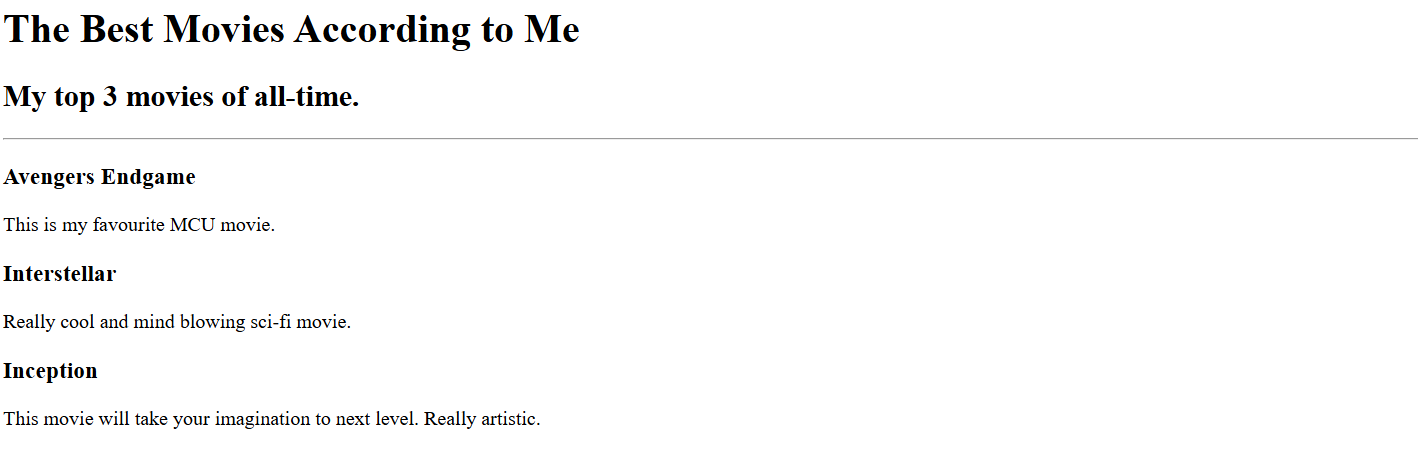 The Best Movies According to Me
My top 3 movies of all-time.
Avengers Endgame
This is my favourite MCU movie.
Interstellar
Really cool and mind blowing sci-fi movie.
Inception
This movie will take your imagination to next level. Really artistic.